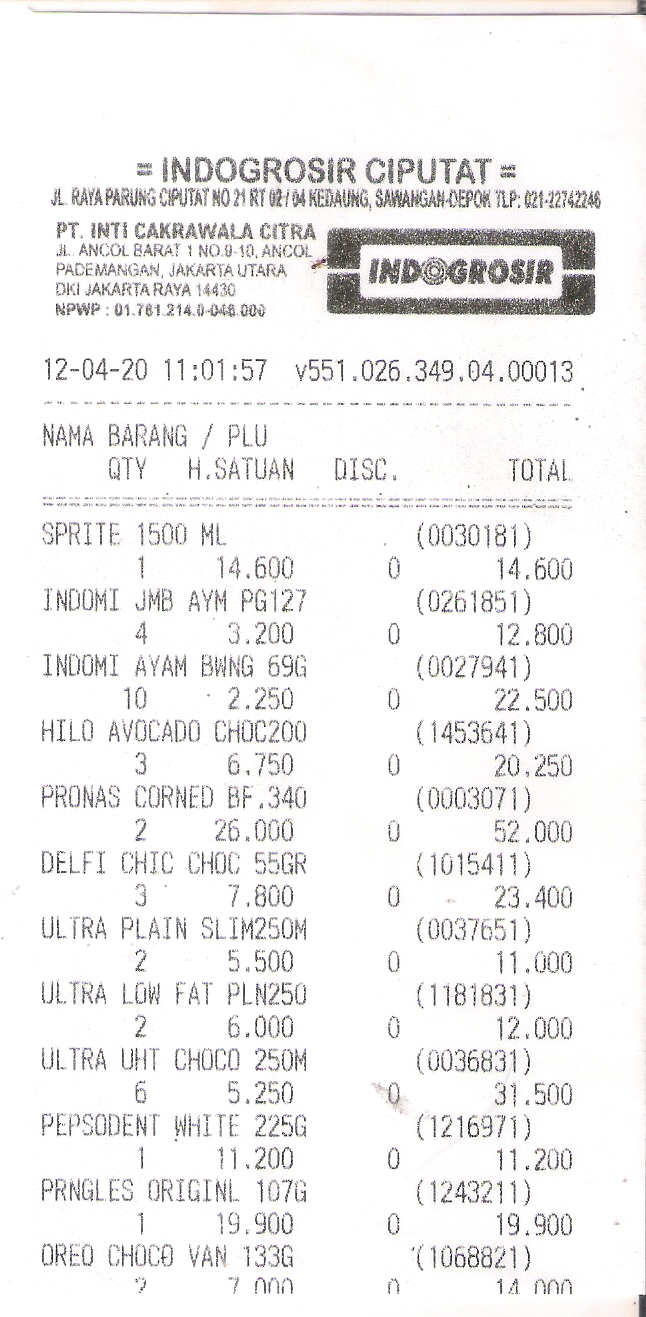 = INDOGROSIR CIPUTAT =
JL. RAYA PARUNG CIPUTAT NO 21 RT 02 / 04 KEDAUNG, SAWANGAN-DEPOK TLP: 021-22742246
PT. INTI CAKRAWALA CITRA
JL. ANCOL BARAT 1 NO.9-10, ANCOL
PADEMANGAN, JAKARTA UTARA
DKI JAKARTA RAYA 14430
NPWP : 01.761.214.0-046.000
INDOGROSIR
12-04-20 11:01:57 v551.026.349.04.00013
NAMA BARANG / PLU
QTY H.SATUAN DISC. TOTAL
SPRITE 1500 ML (0030181)
1 14.600 0 14.600
INDOMI JMB AYM PG127 (0261851)
4 3.200 0 12.800
INDOMI AYAM BWNG 69G (0027941)
10 2.250 0 22.500
HILO AVOCADO CHOC200 (1453641)
3 6.750 0 20.250
PRONAS CORNED BF.340 (0003071)
2 26.000 0 52.000
DELFI CHIC CHOC 55GR (1015411)
3 7.800 0 23.400
ULTRA PLAIN SLIM250M (0037651)
2 5.500 0 11.000
ULTRA LOW FAT PLN250 (1181831)
2 6.000 0 12.000
ULTRA UHT CHOCO 250M (0036831)
6 5.250 0 31.500
PEPSODENT WHITE 225G (1216971)
1 11.200 0 11.200
PRNGLES ORIGINL 107G (1243211)
1 19.900 0 19.900
OREO CHOCO VAN 133G (1068821)
2 7.000 0 14.000